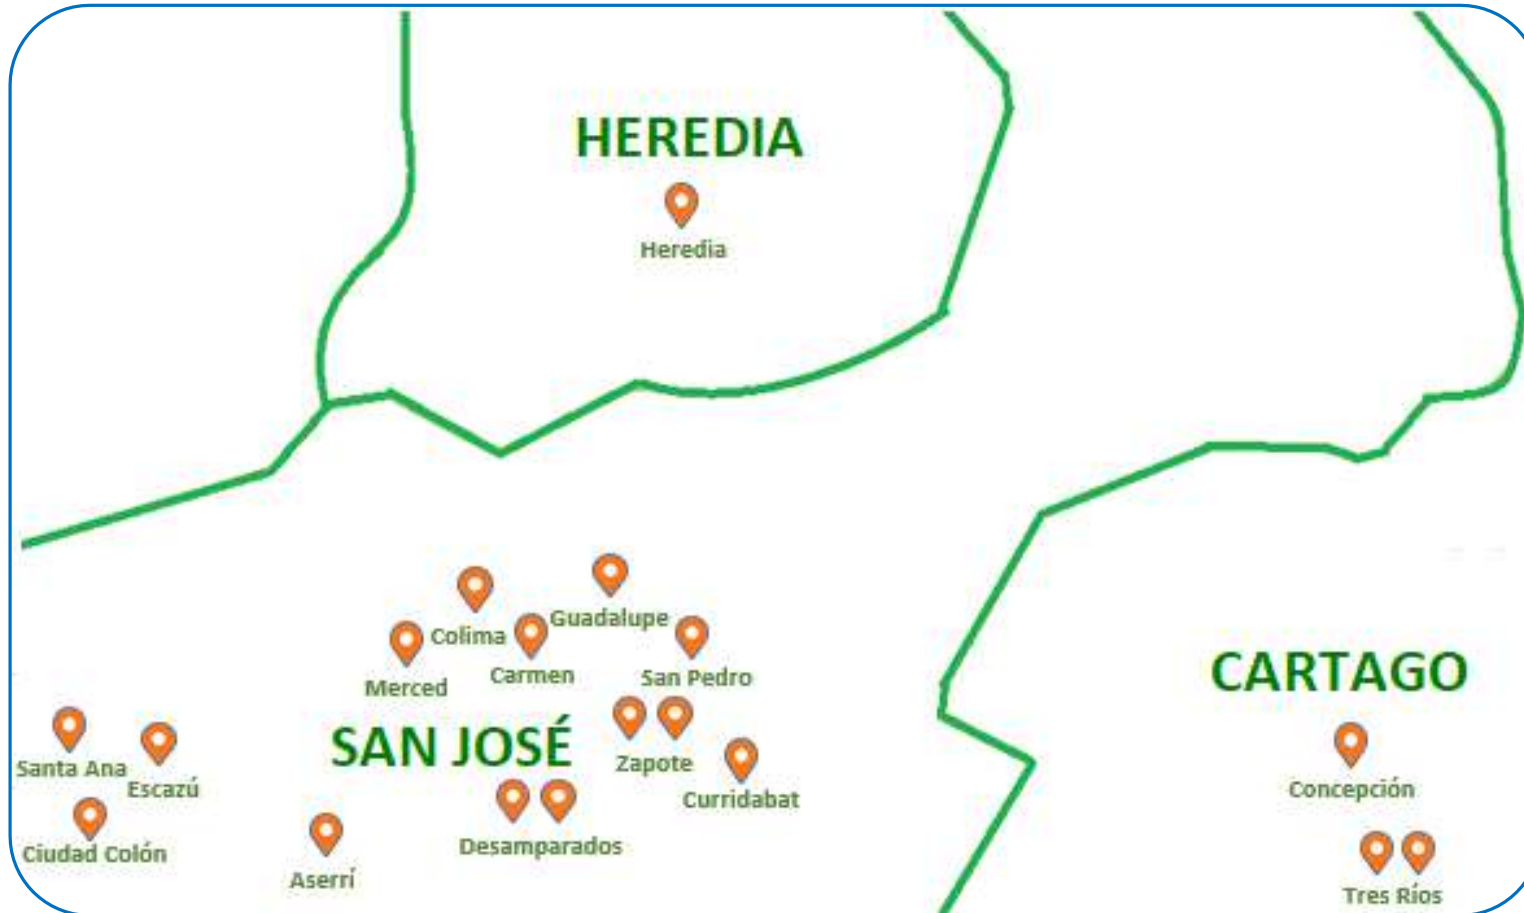 HEREDIA
Heredia
Guadalupe
Colima
Carmen
San Pedro
Merced
CARTAGO
SAN JOSÉ
Santa Ana
Zapote
Escazú
Concepción
Curridabat
Desamparados
Ciudad Colón
Aserrí
Tres Ríos